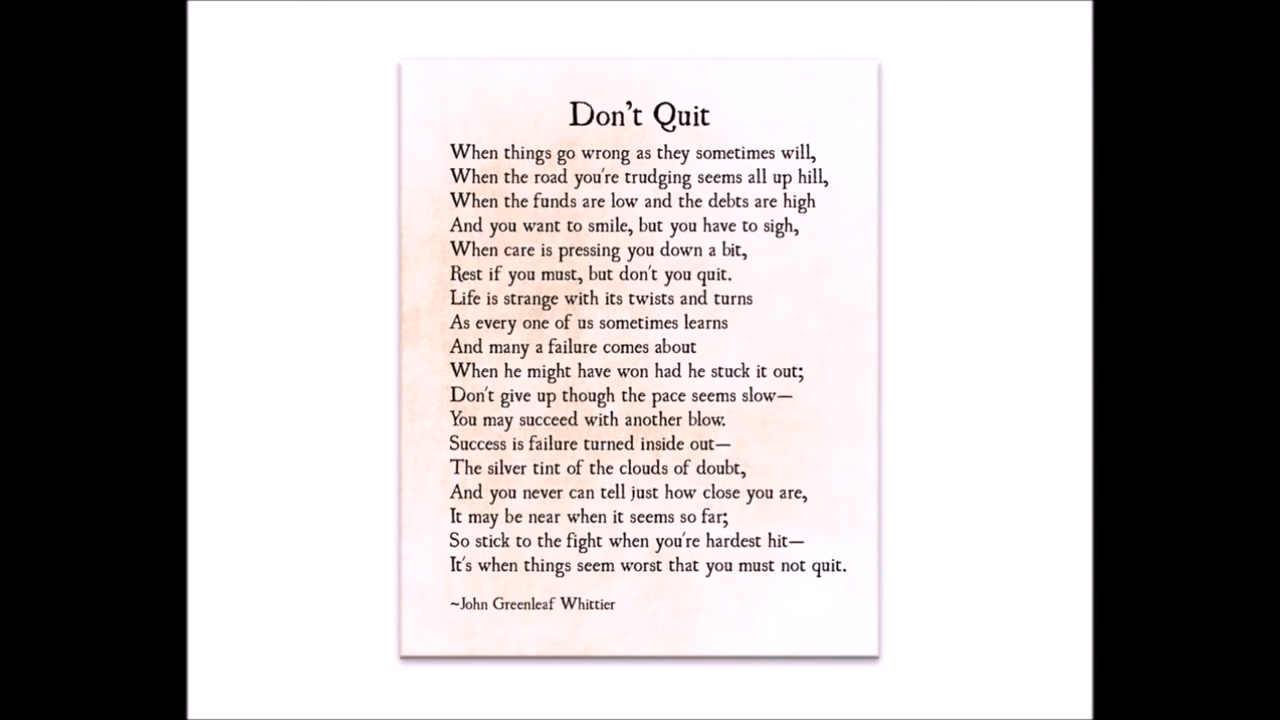 Don't Quit
When things go wrong as they sometimes will,
When the road you're trudging seems all up hill,
When the funds are low and the debts are high
And you want to smile, but you have to sigh,
When care is pressing you down a bit,
Rest if you must, but don't you quit.
Life is strange with its twists and turns
As every one of us sometimes learns
And many a failure comes about
When he might have won had he stuck it out;
Don't give up though the pace seems slow—
You may succeed with another blow.
Success is failure turned inside out—
The silver tint of the clouds of doubt,
And you never can tell just how close you are,
It may be near when it seems so far;
So stick to the fight when you're hardest hit—
It's when things seem worst that you must not quit.
~John Greenleaf Whittier